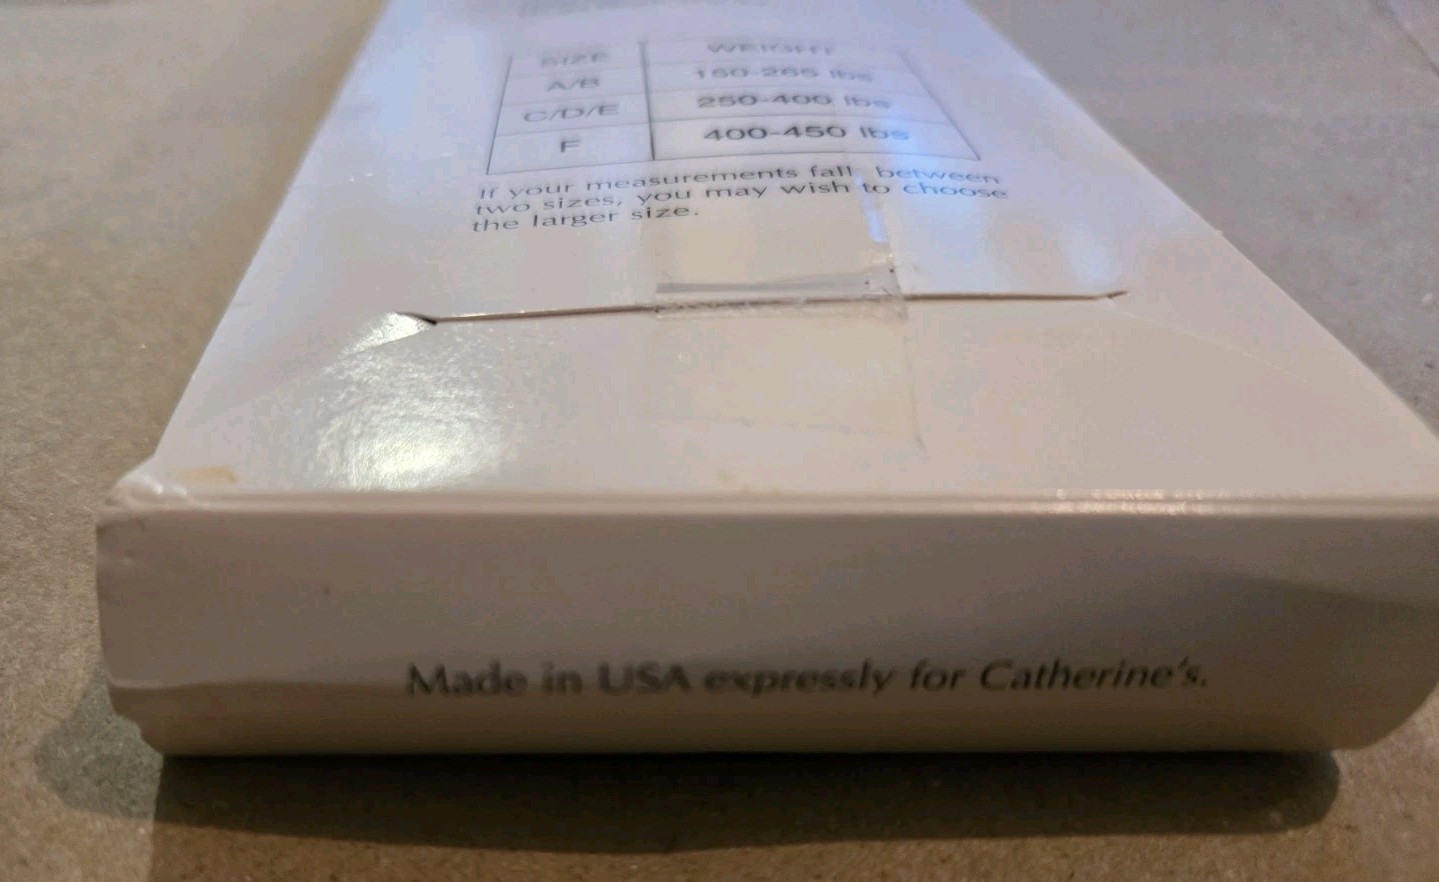 SIZE WEIGHT
A/B 150-265 lbs
C/D/E 250-400 lbs
F 400-450 lbs
If your measurements fall between
two sizes, you may wish to choose
the larger size.
Made in USA expressly for Catherine's.